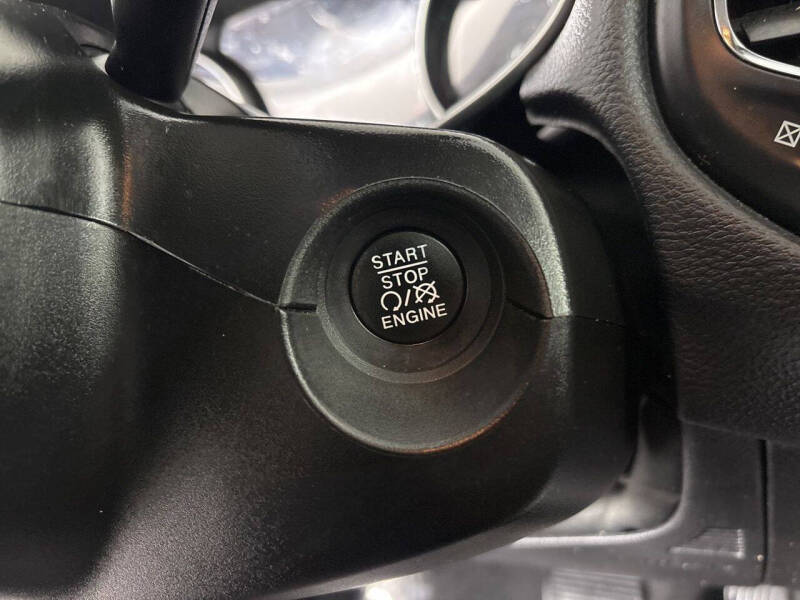 START
STOP
/
ENGINE